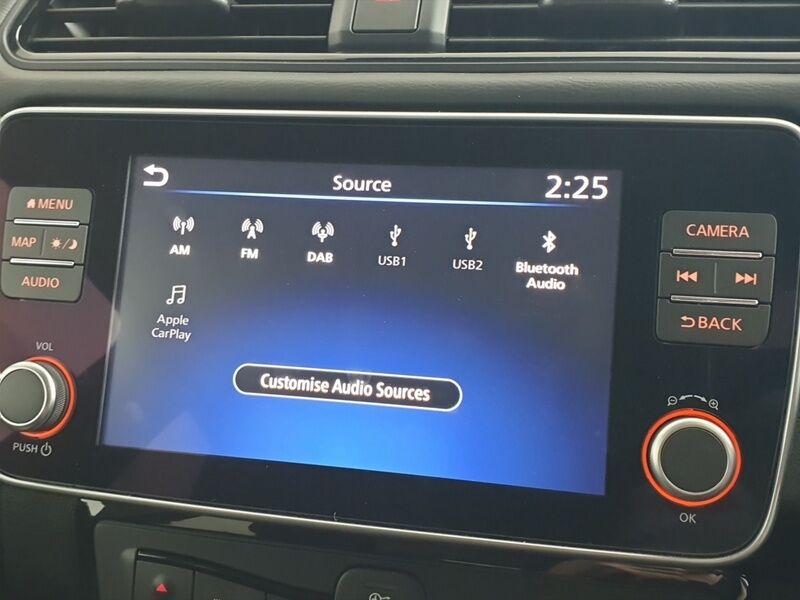 Source
2:25
MENU
MAP
AUDIO
AM
FM
DAB
USB1
USB2
Bluetooth
Audio
Apple
CarPlay
Customise Audio Sources
CAMERA
BACK
VOL
PUSH
OK